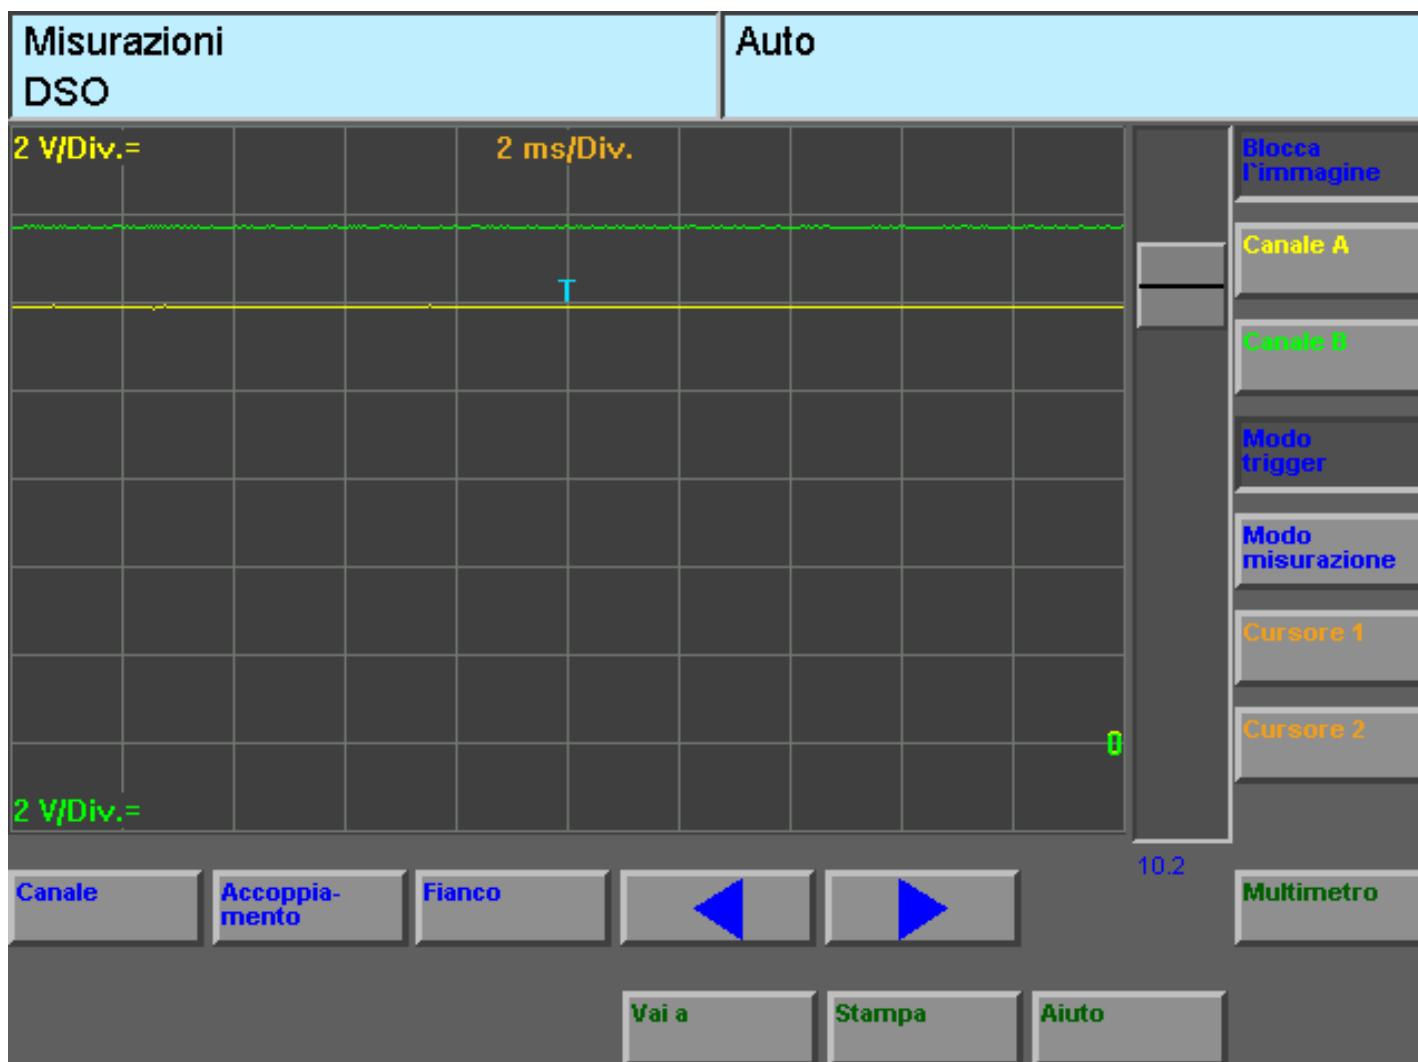 Misurazioni
DSO
Auto
2 V/Div.=
2 ms/Div.
T
0
2 V/Div.=
10.2
Blocca
l`immagine
Canale A
Canale B
Modo
trigger
Modo
misurazione
Cursore 1
Cursore 2
Canale
Accoppia-
mento
Fianco
Multimetro
Vai a
Stampa
Aiuto